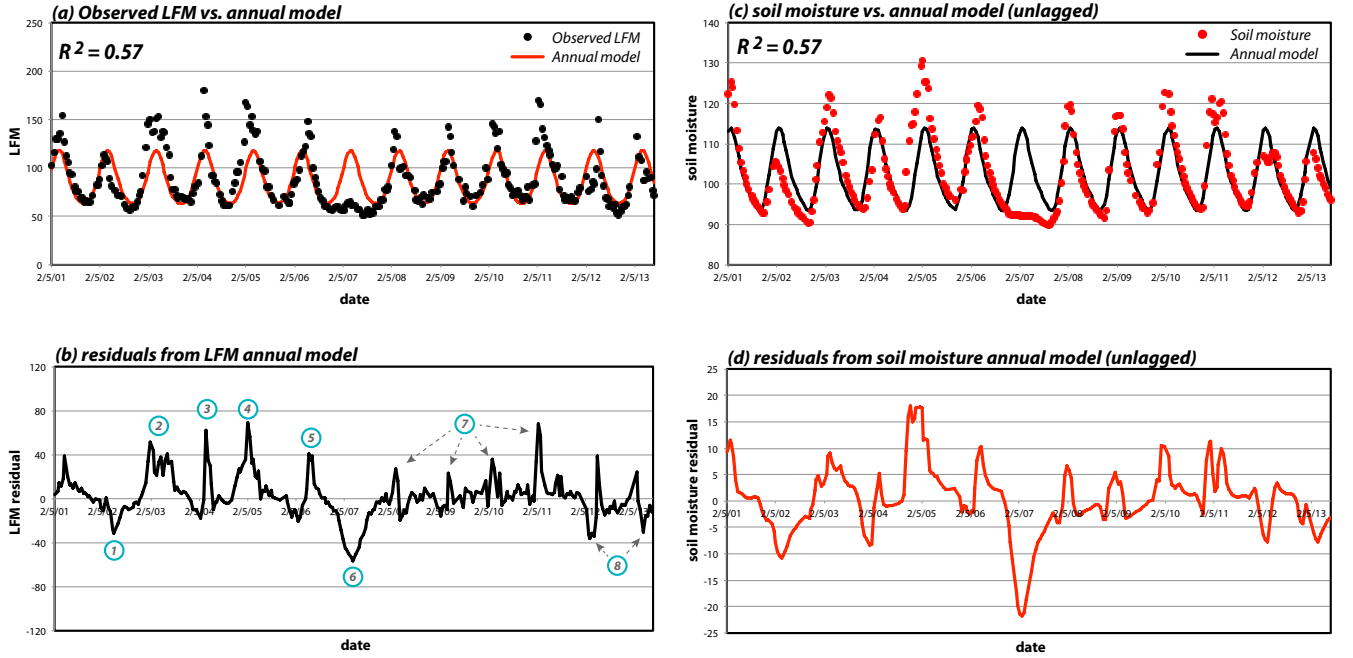 (a) Observed LFM vs. annual model
R² = 0.57
Observed LFM
Annual model
250
200
150
100
50
0
LFM
2/5/01 2/5/02 2/5/03 2/5/04 2/5/05 2/5/06 2/5/07 2/5/08 2/5/09 2/5/10 2/5/11 2/5/12 2/5/13
date
(c) soil moisture vs. annual model (unlagged)
R² = 0.57
Soil moisture
Annual model
140
130
120
110
100
90
80
soil moisture
2/5/01 2/5/02 2/5/03 2/5/04 2/5/05 2/5/06 2/5/07 2/5/08 2/5/09 2/5/10 2/5/11 2/5/12 2/5/13
date
(b) residuals from LFM annual model
120
80
40
0
-40
-80
-120
LFM residual
2/5/01 2/5/02 2/5/03 2/5/04 2/5/05 2/5/06 2/5/07 2/5/08 2/5/09 2/5/10 2/5/11 2/5/12 2/5/13
1
2
3
4
5
6
7
8
date
(d) residuals from soil moisture annual model (unlagged)
25
20
15
10
5
0
-5
-10
-15
-20
-25
soil moisture residual
2/5/01 2/5/02 2/5/03 2/5/04 2/5/05 2/5/06 2/5/07 2/5/08 2/5/09 2/5/10 2/5/11 2/5/12 2/5/13
date